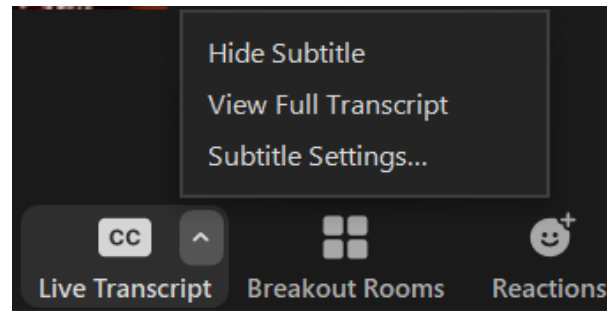 Hide Subtitle
View Full Transcript
Subtitle Settings...
CC
Live Transcript
Breakout Rooms
Reactions